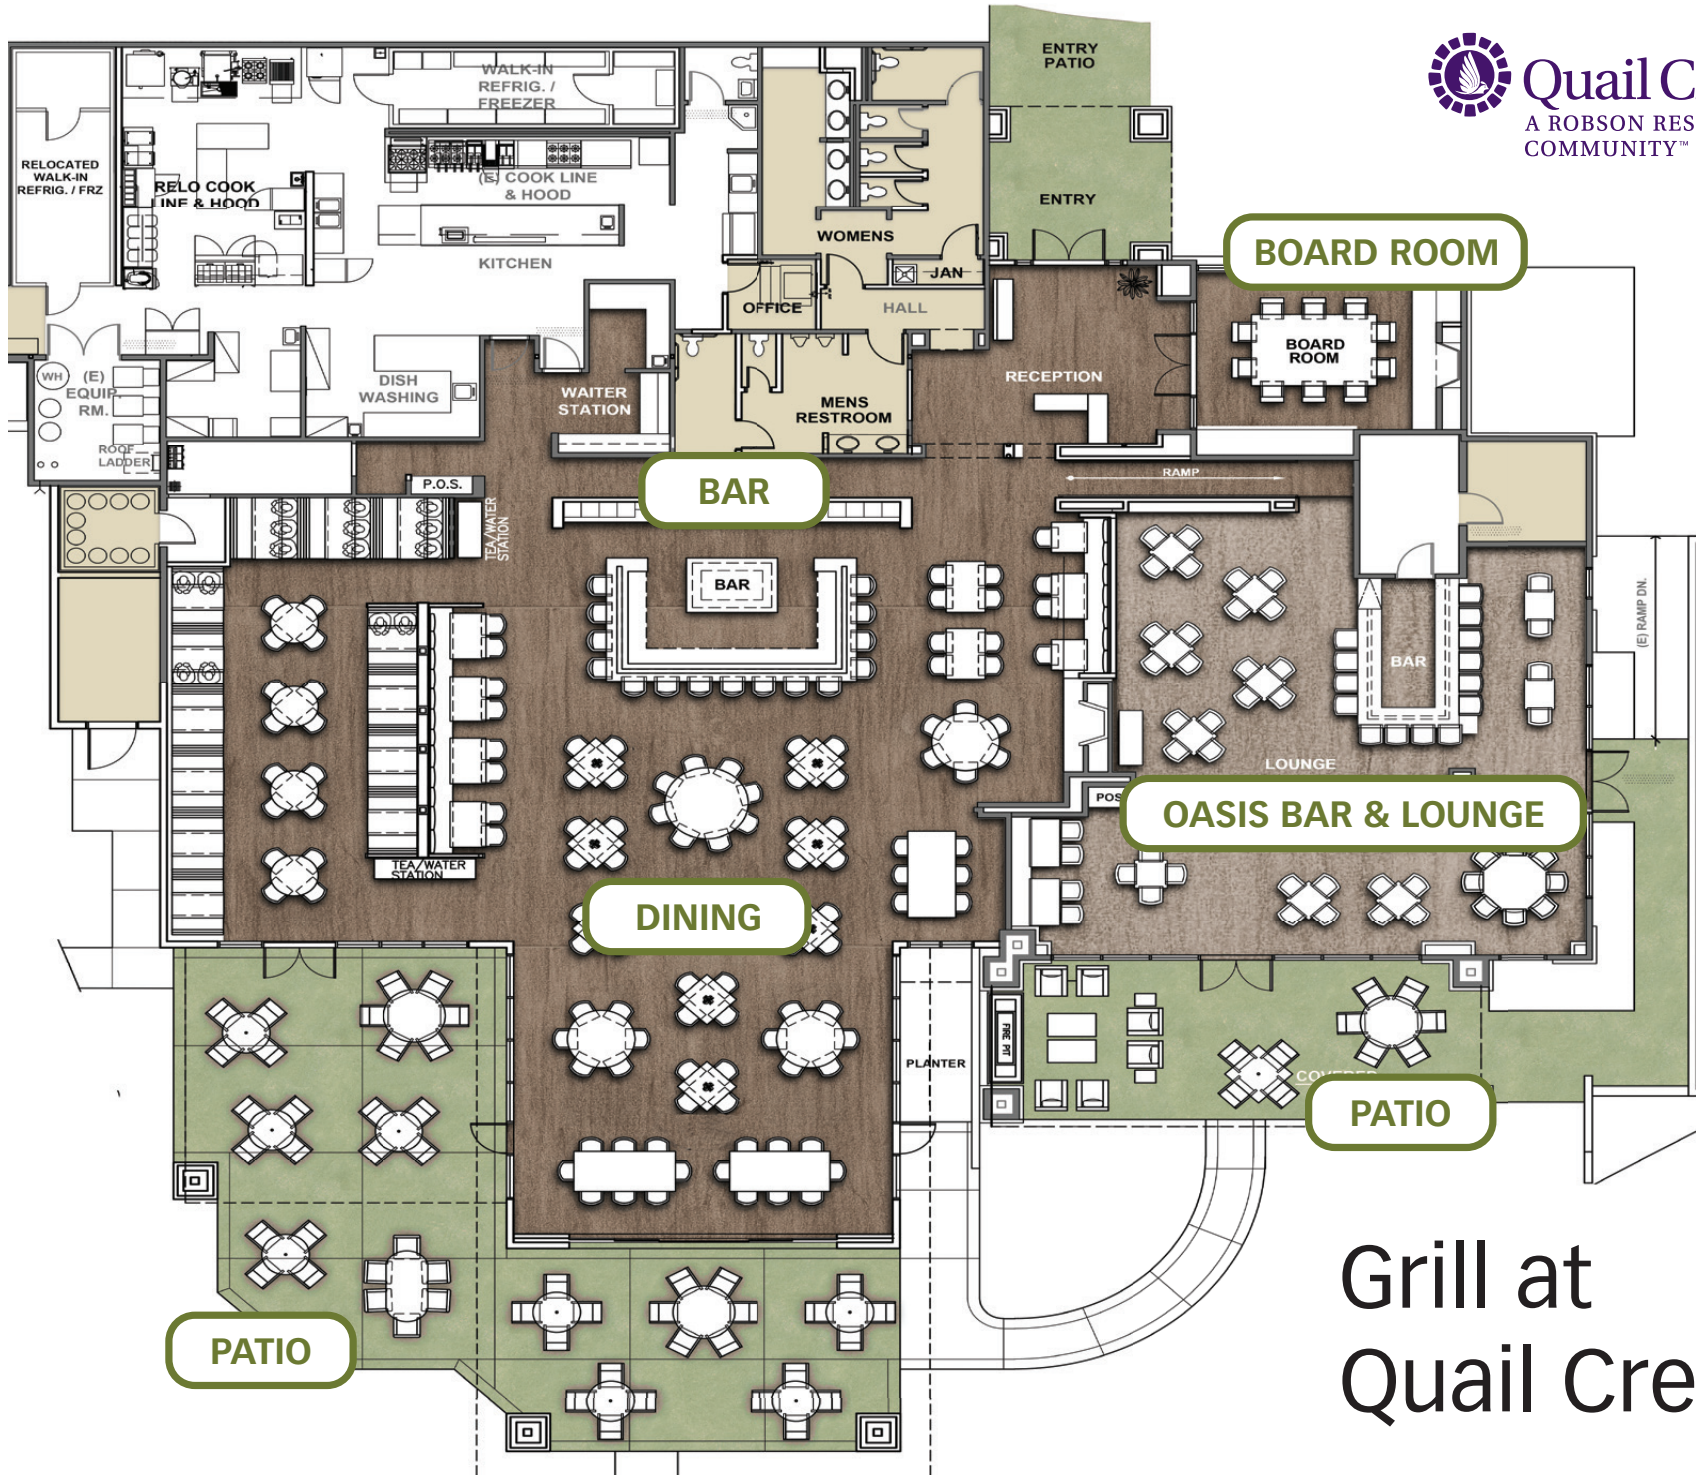 ENTRY
PATIO
Quail C
A ROBSON RES
COMMUNITY™
WALK-IN
REFRIG. /
FREEZER
RELOCATED
WALK-IN
REFRIG. / FRZ
RELO COOK
LINE & HOOD
(E) COOK LINE
& HOOD
KITCHEN
WOMENS
ENTRY
JAN
OFFICE
HALL
BOARD ROOM
BOARD
ROOM
RECEPTION
WH
(E)
EQUIP.
RM.
ROOF
LADDER
DISH
WASHING
WAITER
STATION
MENS
RESTROOM
P.O.S.
TEA/WATER
STATION
BAR
BAR
RAMP
(E) RAMP DN.
BAR
LOUNGE
POS
OASIS BAR & LOUNGE
TEA/WATER
STATION
DINING
PLANTER
FIRE PIT
COVERED
PATIO
PATIO
Grill at
Quail Cre